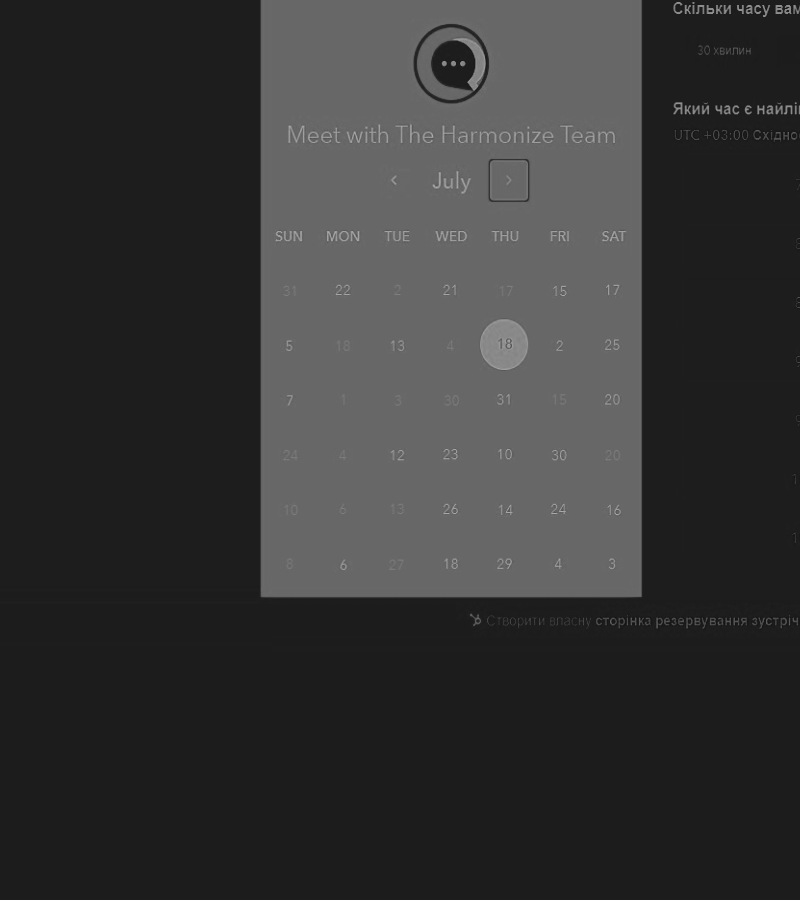 Скільки часу вам
30 хвилин
Meet with The Harmonize Team
Який час є
UTC +03:00
July
SUN MON TUE WED THU FRI SAT
31 22 2 21 17 15 17
5 18 13 4 18 2 25
7 1 3 30 31 15 20
24 4 12 23 10 30 20
10 6 13 26 14 24 16
8 6 27 18 29 4 3
Створити власну сторінка резервування